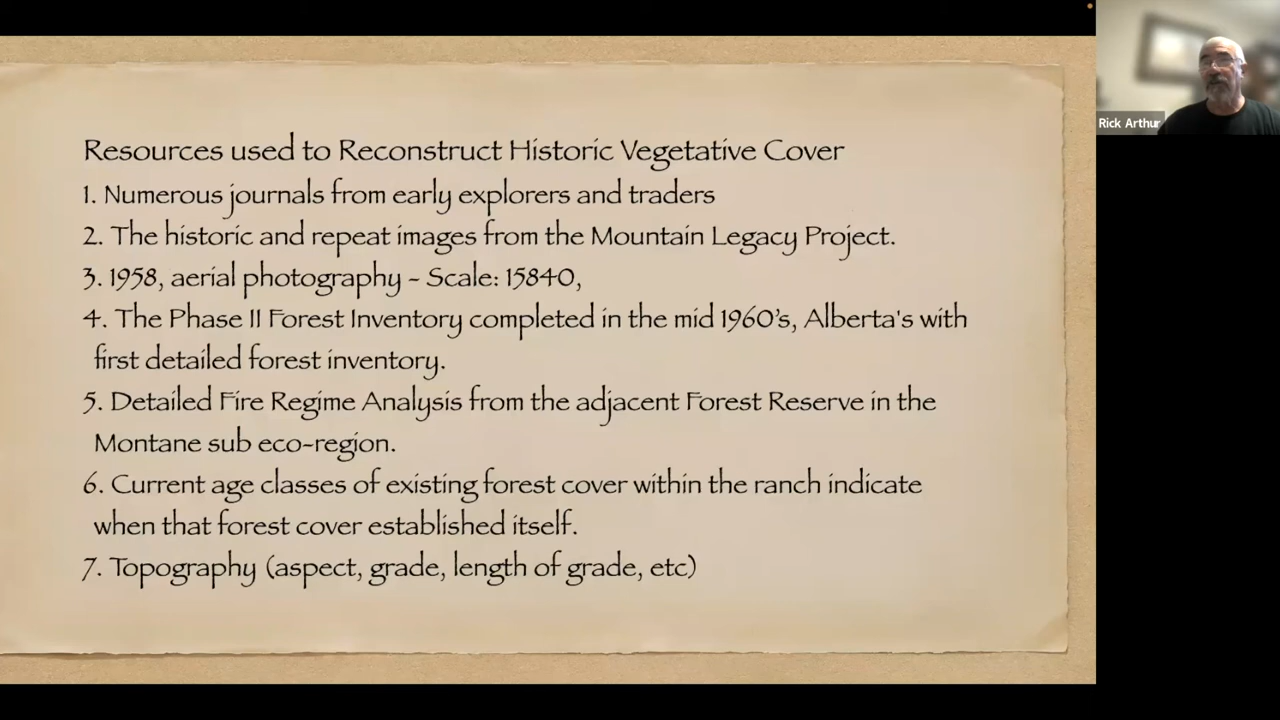 Resources used to Reconstruct Historic Vegetative Cover
1. Numerous journals from early explorers and traders
2. The historic and repeat images from the Mountain Legacy Project.
3. 1958, aerial photography - Scale: 15840,
4. The Phase II Forest Inventory completed in the mid 1960's, Alberta's with
first detailed forest inventory.
5. Detailed Fire Regime Analysis from the adjacent Forest Reserve in the
Montane sub eco-region.
6. Current age classes of existing forest cover within the ranch indicate
when that forest cover established itself.
7. Topography (aspect, grade, length of grade, etc)
Rick Arthur